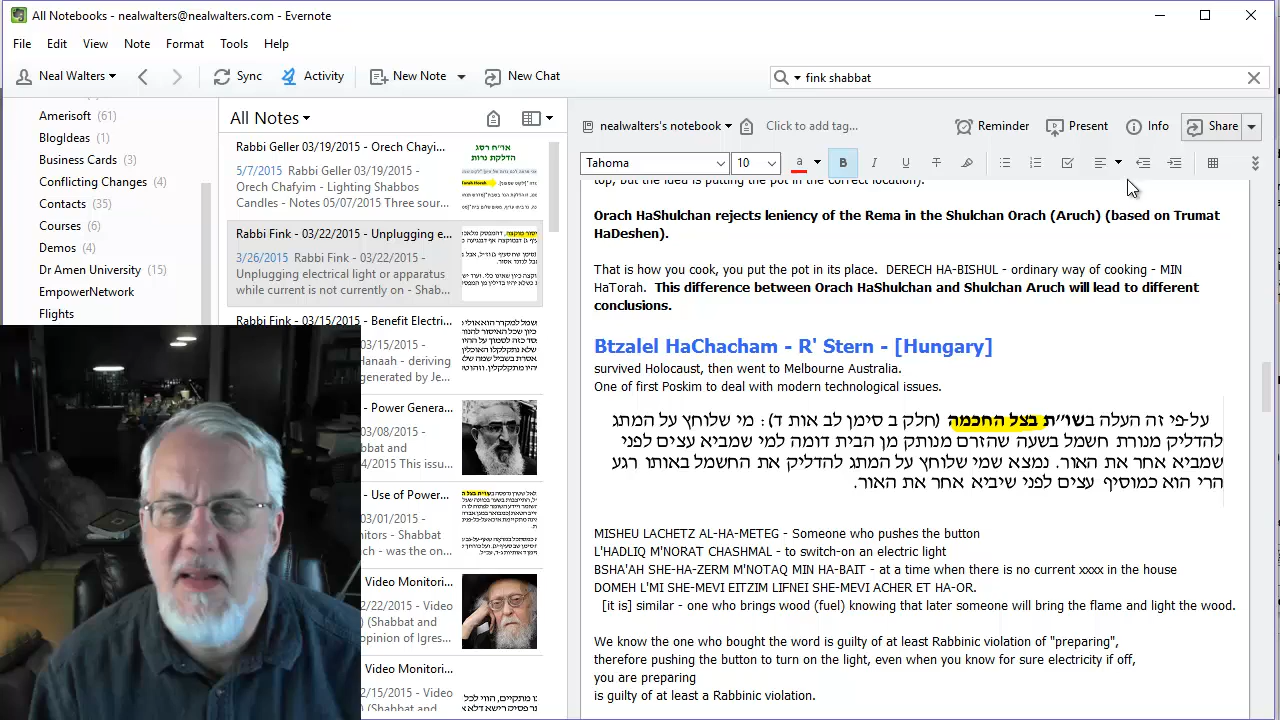 All Notebooks - nealwalters@nealwalters.com - Evernote
File Edit View Note Format Tools Help
Neal Walters Sync Activity New Note New Chat fink shabbat
Amerisoft (61)
BlogIdeas (1)
Business Cards (3)
Conflicting Changes (4)
Contacts (35)
Courses (6)
Demos (4)
Dr Amen University (15)
EmpowerNetwork
Flights
All Notes
Rabbi Geller 03/19/2015 - Orech Chayi...
5/7/2015 Rabbi Geller 03/19/2015 -
Orech Chafyim - Lighting Shabbos
Candles - Notes 05/07/2015 Three sour...
או"ח רסג
הדלקת נרות
Rabbi Fink - 03/22/2015 - Unplugging e...
3/26/2015 Rabbi Fink - 03/22/2015 -
Unplugging electrical light or apparatus
while current is not currently on - Shab...
Rabbi Fink - 03/15/2015 - Benefit Electri...
03/15/2015 -
Hanaah - deriving
generated by Je...
- Power Genera...
03/08/2015 -
4/2015 This issu...
- Use of Power...
03/01/2015 -
nitors - Shabbat
rch - was the on...
Video Monitori...
2/22/2015 - Video
) (Shabbat and
opinion of Igres...
Video Monitori...
2/15/2015 - Video
) (Shabbat and
nealwalters's notebook Click to add tag... Reminder Present Info Share
Tahoma 10 a B I U T
top, but the
is putting the pot in the correct location).
Orach HaShulchan rejects leniency of the Rema in the Shulchan Orach (Aruch) (based on Trumat
HaDeshen).
That is how you cook, you put the pot in its place. DERECH HA-BISHUL - ordinary way of cooking - MIN
HaTorah. This difference between Orach HaShulchan and Shulchan Aruch will lead to different
conclusions.
Btzalel HaChacham - R' Stern - [Hungary]
survived Holocaust, then went to Melbourne Australia.
One of first Poskim to deal with modern technological issues.
על-פי זה העלה בשו״ת בצל החכמה (חלק ב סימן לב אות ד): מי שלוחץ על המתג
להדליק מנורת חשמל בשעה שהזרם מנותק מן הבית דומה למי שמביא עצים לפני
שמביא אחר את האור. נמצא שמי שלוחץ על המתג להדליק את החשמל באותו רגע
הרי הוא כמוסיף עצים לפני שיביא אחר את האור.
MISHEU LACHETZ AL-HA-METEG - Someone who pushes the button
L'HADLIQ M'NORAT CHASHMAL - to switch-on an electric light
BSHA'AH SHE-HA-ZERM M'NOTAQ MIN HA-BAIT - at a time when there is no current xxxx in the house
DOMEH L'MI SHE-MEVI EITZIM LIFNEI SHE-MEVI ACHER ET HA-OR.
[it is] similar - one who brings wood (fuel) knowing that later someone will bring the flame and light thy wood.
We know the one who bought the word is guilty of at least Rabbinic violation of "preparing",
therefore pushing the button to turn on the light, even when you know for sure electricity if off,
you are preparing
is guilty of at least a Rabbinic violation.